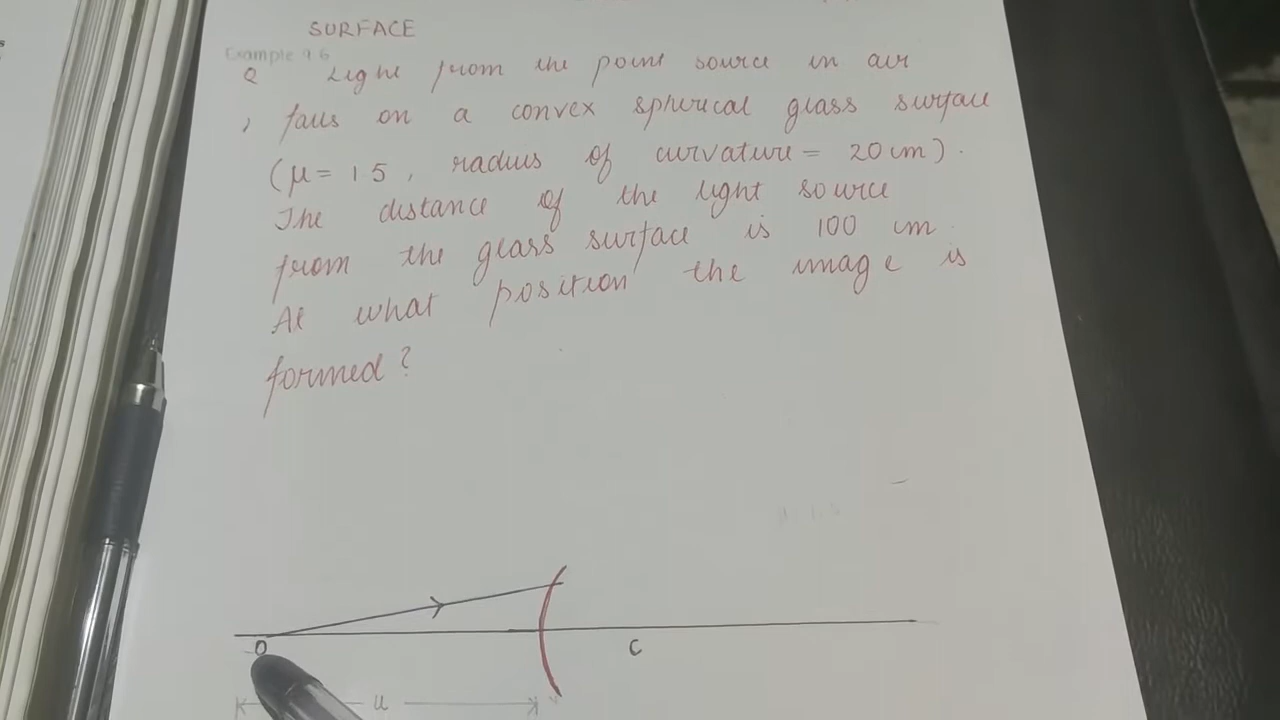 SURFACE
Example 9.6
Q Light from the point source in air
, falls on a convex spherical glass surface
(μ = 1.5, radius of curvature = 20 cm).
The distance of the light source
from the glass surface is 100 cm.
At what position the image is
formed?
O
C
u